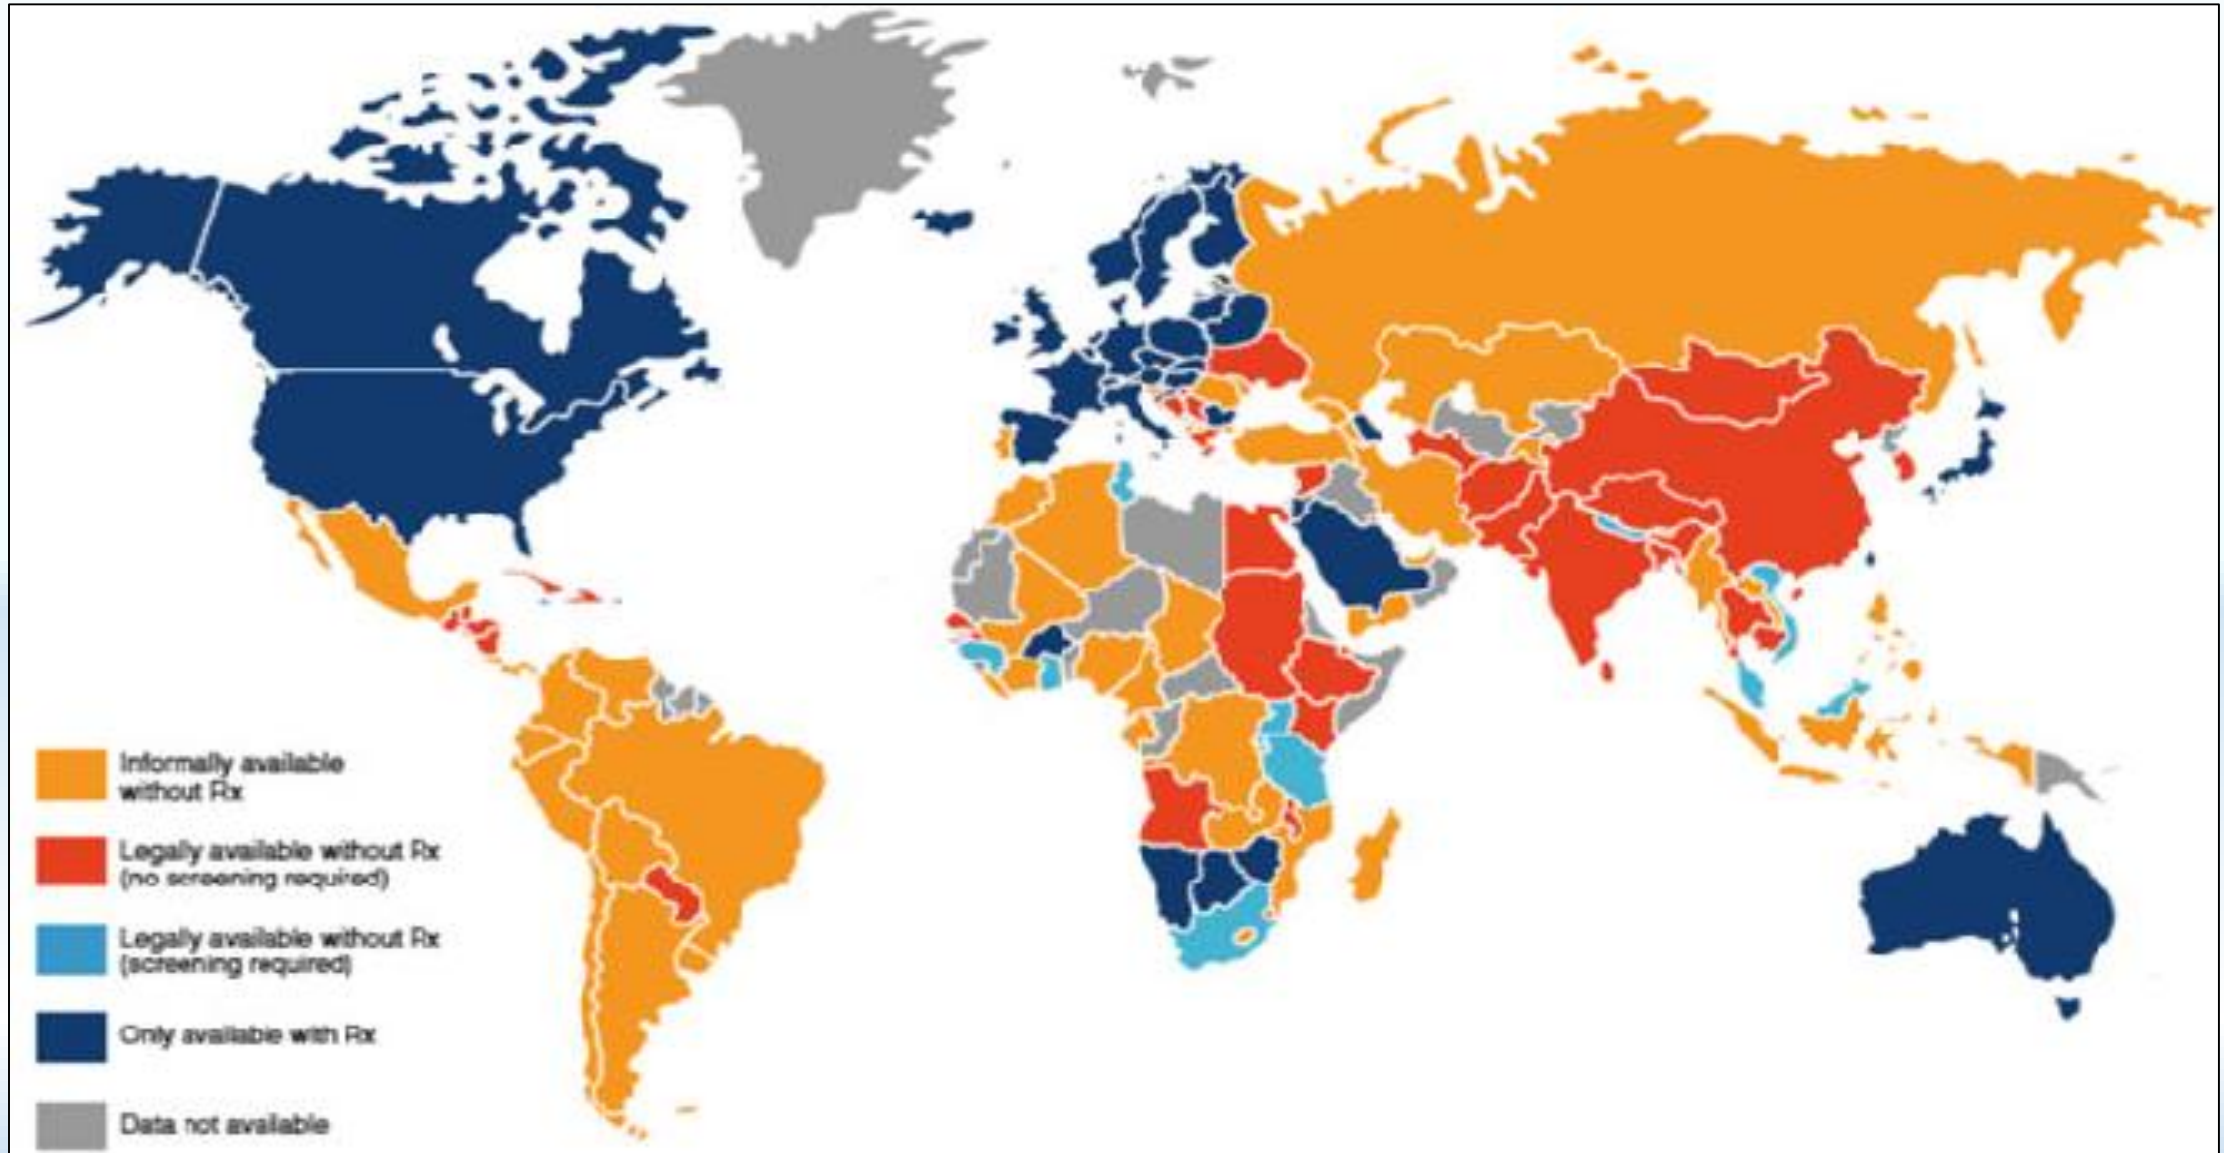 Informally available
without Rx
Legally available without Rx
(no screening required)
Legally available without Rx
(screening required)
Only available with Rx
Data not available